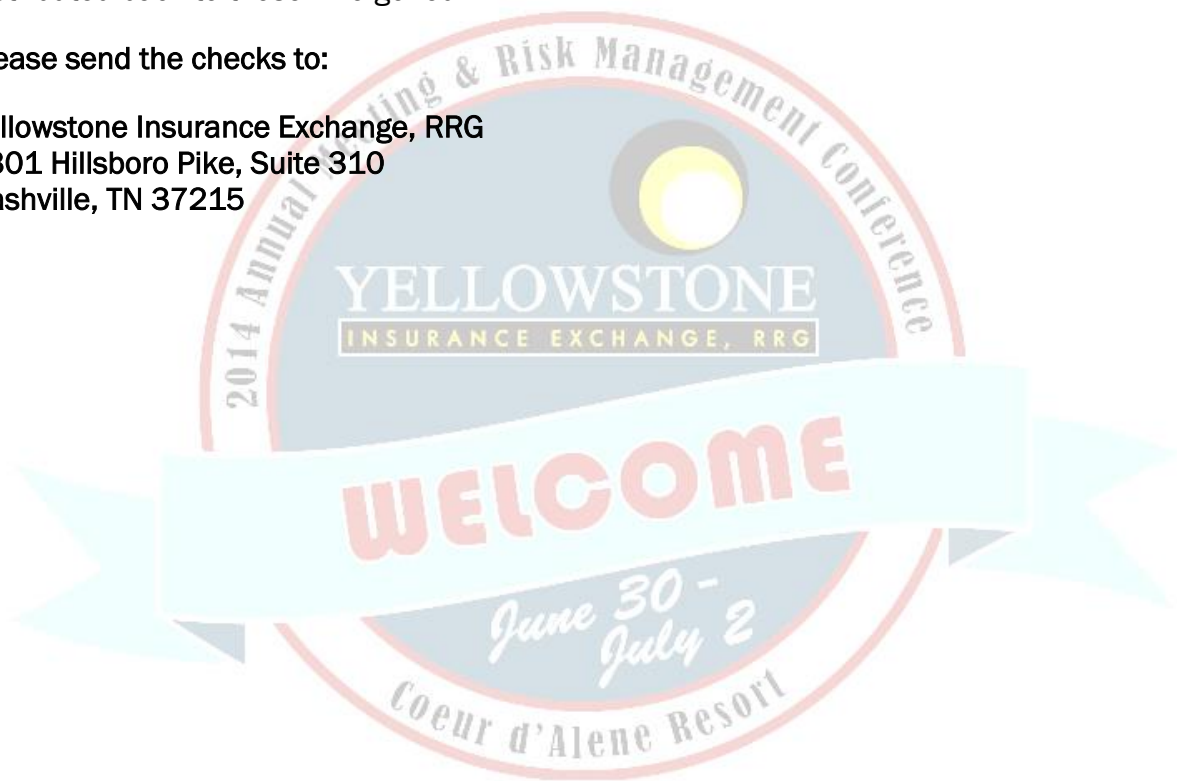 ease send the checks to:
llowstone Insurance Exchange, RRG
301 Hillsboro Pike, Suite 310
ashville, TN 37215
2014 Annual Meeting & Risk Management Conference
YELLOWSTONE
INSURANCE EXCHANGE, RRG
WELCOME
June 30 -
July 2
Coeur d'Alene Resort